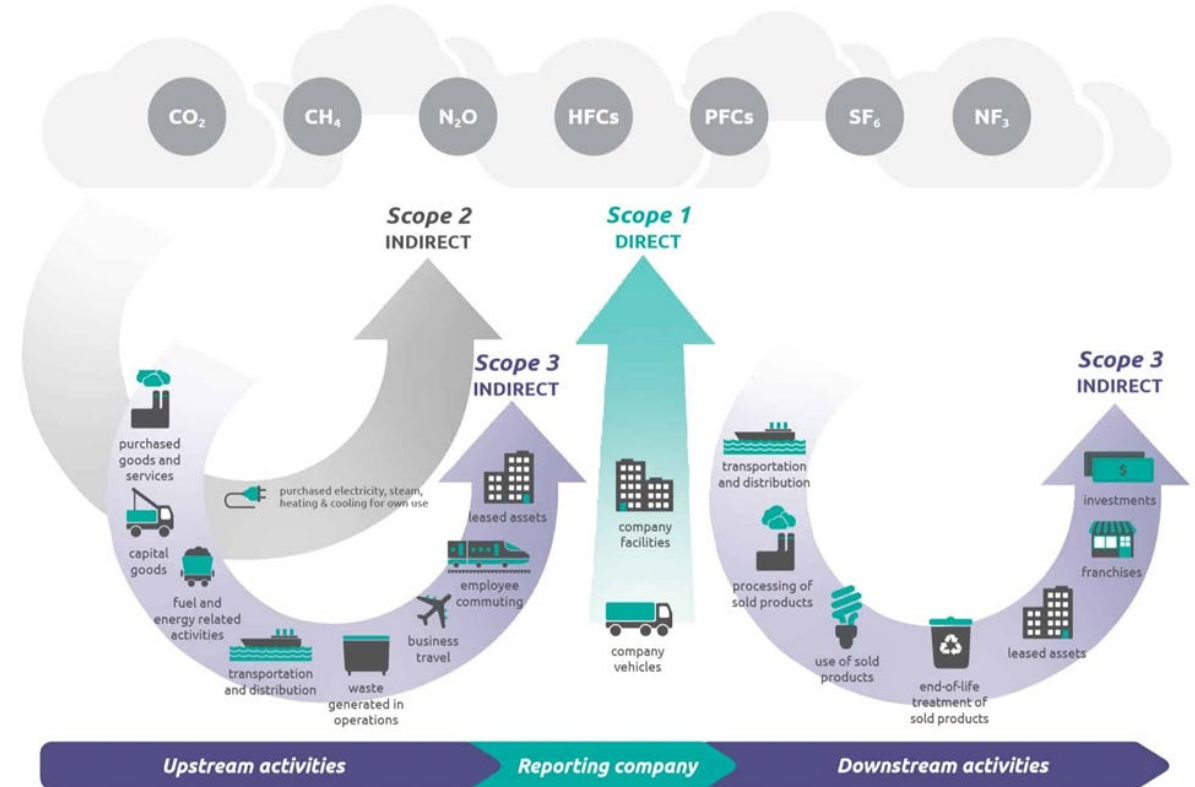 CO₂
CH₄
N₂O
HFCs
PFCs
SF₆
NF₃
Scope 2
INDIRECT
Scope 1
DIRECT
Scope 3
INDIRECT
Scope 3
INDIRECT
purchased
goods and
services
capital
goods
fuel and
energy related
activities
transportation
and distribution
waste
generated in
operations
business
travel
employee
commuting
leased assets
purchased electricity, steam,
heating & cooling for own use
company
facilities
company
vehicles
transportation
and distribution
processing of
sold products
use of sold
products
end-of-life
treatment of
sold products
leased assets
franchises
$
investments
Upstream activities
Reporting company
Downstream activities